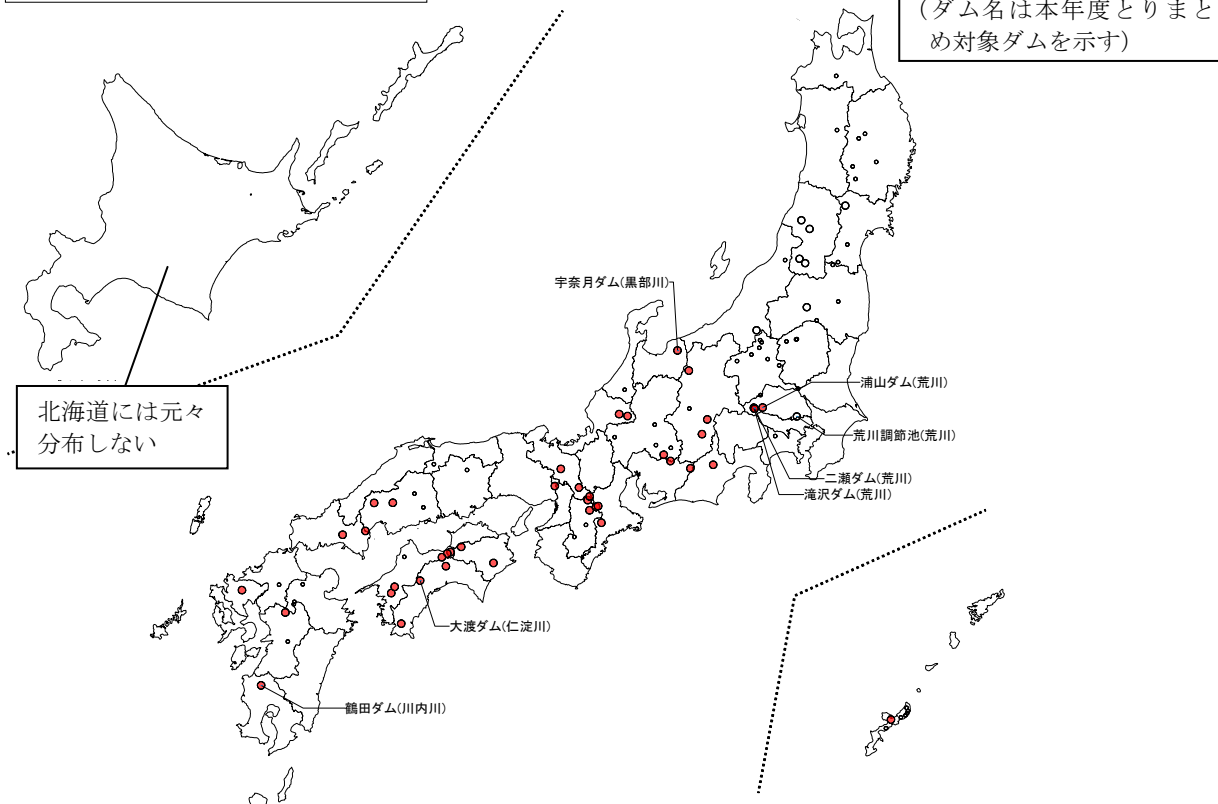 (ダム名は本年度とりまと
め対象ダムを示す)
宇奈月ダム(黒部川)
浦山ダム(荒川)
北海道には元々
分布しない
荒川調節池(荒川)
二瀬ダム(荒川)
滝沢ダム(荒川)
大渡ダム(仁淀川)
鶴田ダム(川内川)